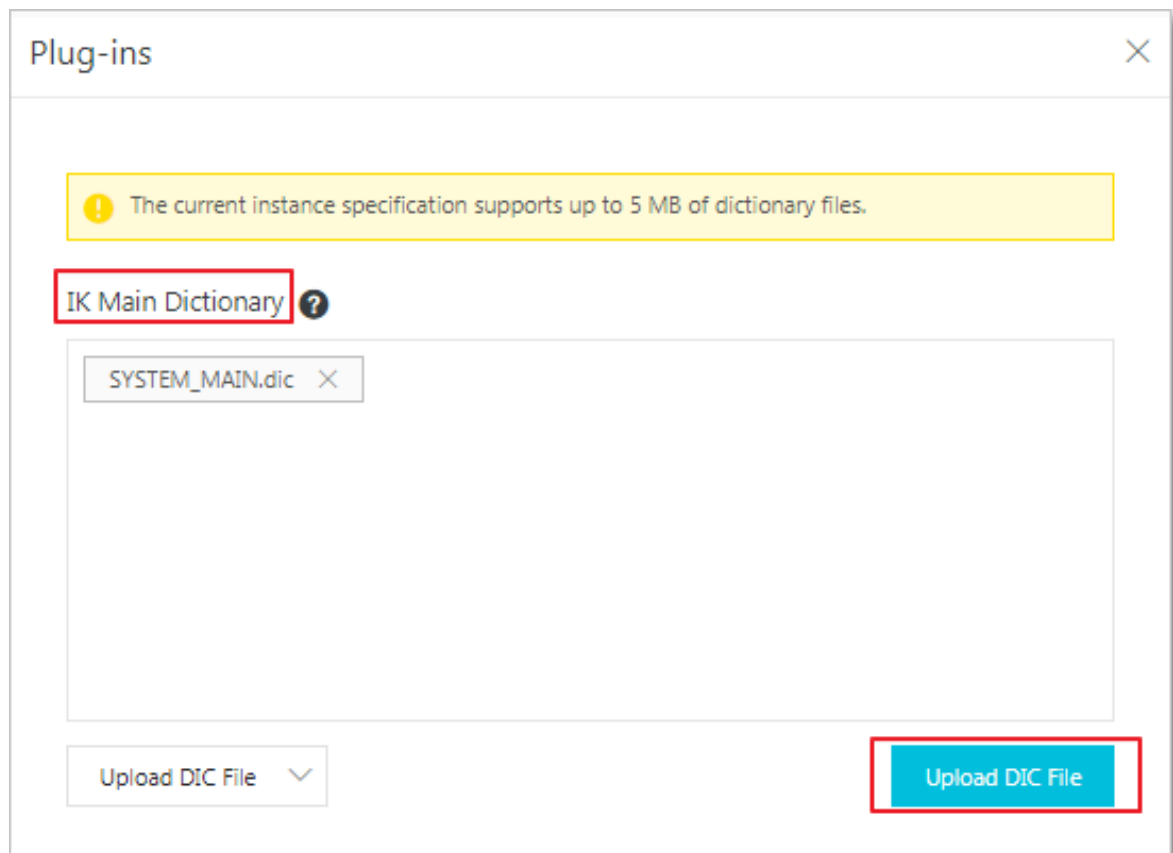 Plug-ins
The current instance specification supports up to 5 MB of dictionary files.
IK Main Dictionary
SYSTEM_MAIN.dic
Upload DIC File
Upload DIC File